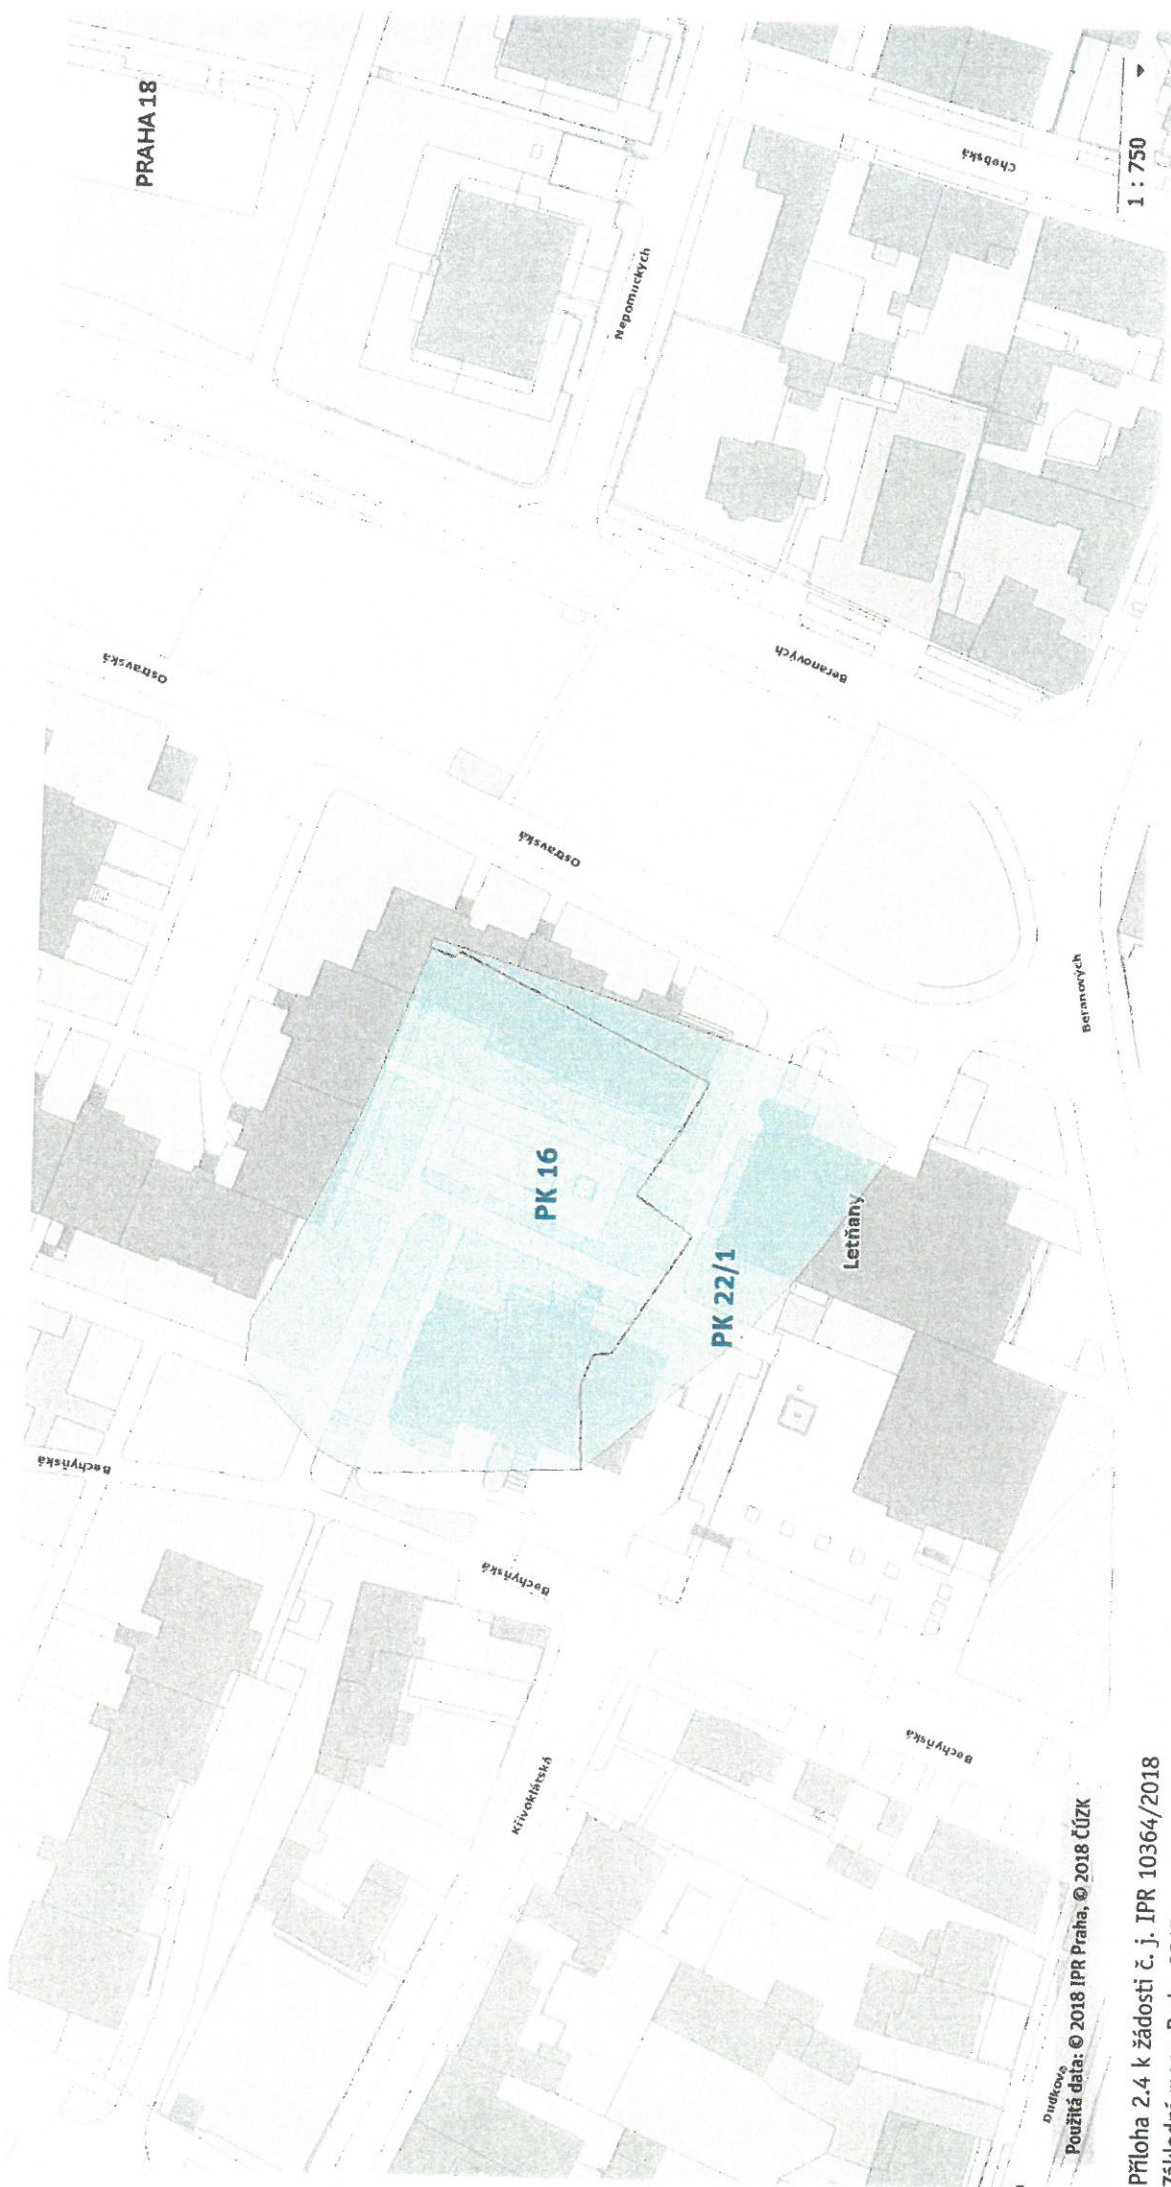 PRAHA 18
Ostravská
Nepomuckých
Chebská
1 : 750
Ostravská
Beranových
Bechyňská
PK 16
PK 22/1
Letňany
Beranových
Bechyňská
Křivoklátská
Bechyňská
Dudkova
Použitá data: © 2018 IPR Praha, © 2018 ČÚZK
Příloha 2.4 k žádosti č. j. IPR 10364/2018